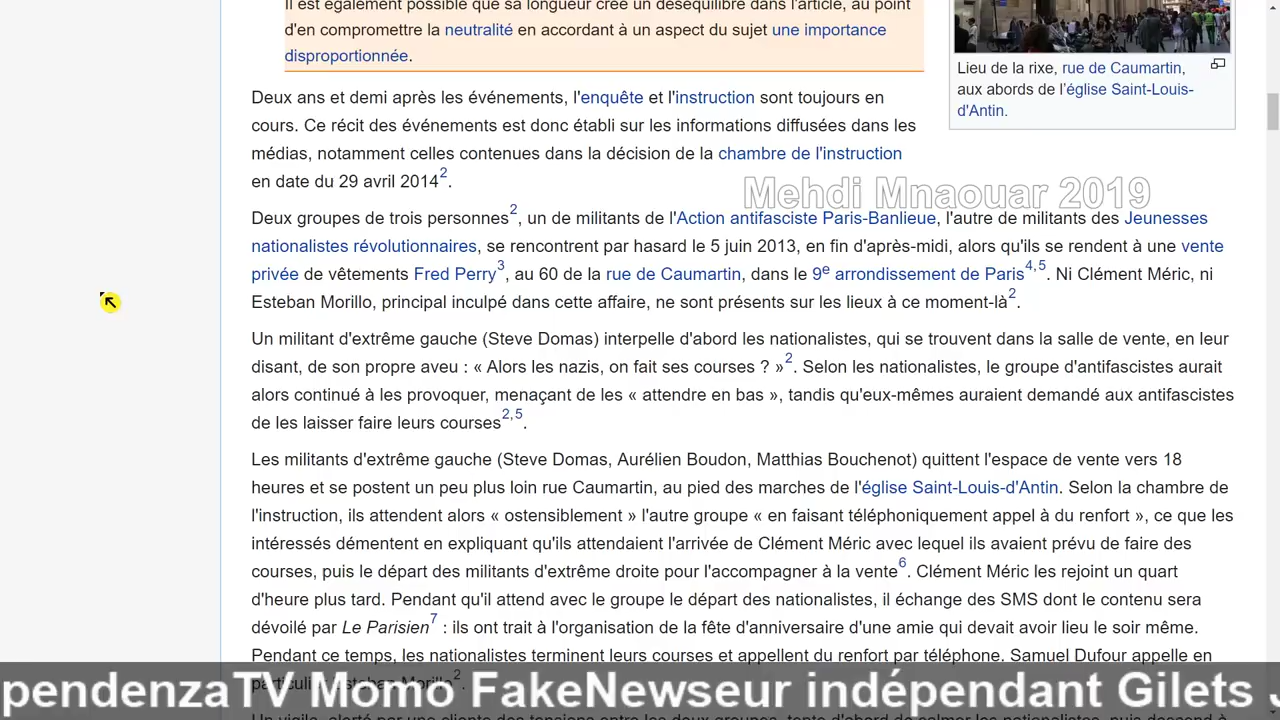 Il est également possible que sa longueur crée un déséquilibre dans l'article, au point
d'en compromettre la neutralité en accordant à un aspect du sujet une importance
disproportionnée.
Lieu de la rixe, rue de Caumartin,
aux abords de l'église Saint-Louis-
d'Antin.
Deux ans et demi après les événements, l'enquête et l'instruction sont toujours en
cours. Ce récit des événements est donc établi sur les informations diffusées dans les
médias, notamment celles contenues dans la décision de la chambre de l'instruction
en date du 29 avril 2014².
Mehdi Mnaouar 2019
Deux groupes de trois personnes², un de militants de l'Action antifasciste Paris-Banlieue, l'autre de militants des Jeunesses
nationalistes révolutionnaires, se rencontrent par hasard le 5 juin 2013, en fin d'après-midi, alors qu'ils se rendent à une vente
privée de vêtements Fred Perry³, au 60 de la rue de Caumartin, dans le 9e arrondissement de Paris⁴,⁵. Ni Clément Méric, ni
Esteban Morillo, principal inculpé dans cette affaire, ne sont présents sur les lieux à ce moment-là².
Un militant d'extrême gauche (Steve Domas) interpelle d'abord les nationalistes, qui se trouvent dans la salle de vente, en leur
disant, de son propre aveu : « Alors les nazis, on fait ses courses ? »². Selon les nationalistes, le groupe d'antifascistes aurait
alors continué à les provoquer, menaçant de les « attendre en bas », tandis qu'eux-mêmes auraient demandé aux antifascistes
de les laisser faire leurs courses²,⁵.
Les militants d'extrême gauche (Steve Domas, Aurélien Boudon, Matthias Bouchenot) quittent l'espace de vente vers 18
heures et se postent un peu plus loin rue Caumartin, au pied des marches de l'église Saint-Louis-d'Antin. Selon la chambre de
l'instruction, ils attendent alors « ostensiblement » l'autre groupe « en faisant téléphoniquement appel à du renfort », ce que les
intéressés démentent en expliquant qu'ils attendaient l'arrivée de Clément Méric avec lequel ils avaient prévu de faire des
courses, puis le départ des militants d'extrême droite pour l'accompagner à la vente⁶. Clément Méric les rejoint un quart
d'heure plus tard. Pendant qu'il attend avec le groupe le départ des nationalistes, il échange des SMS dont le contenu sera
dévoilé par Le Parisien⁷ : ils ont trait à l'organisation de la fête d'anniversaire d'une amie qui devait avoir lieu le soir même.
Pendant ce temps, les nationalistes terminent leurs courses et appellent du renfort par téléphone. Samuel Dufour appelle en
particulier Esteban Morillo².
pendenzaTV Momo FakeNewseur indépendant Gilets J